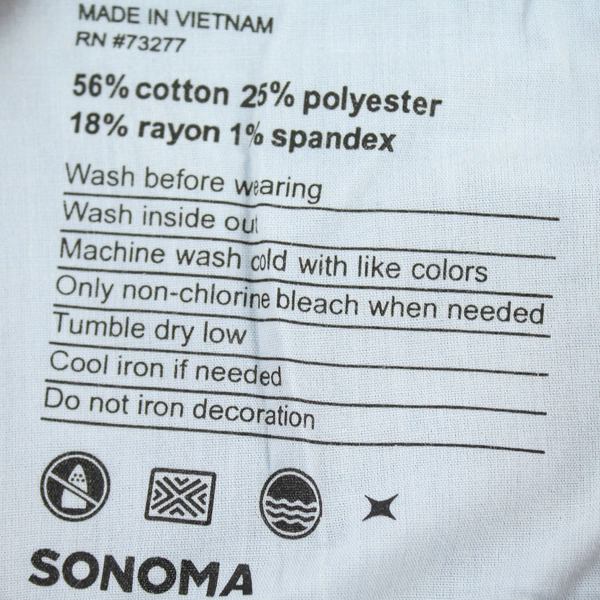 MADE IN VIETNAM
RN #73277
56% cotton 25% polyester
18% rayon 1% spandex
Wash before wearing
Wash inside out
Machine wash cold with like colors
Only non-chlorine bleach when needed
Tumble dry low
Cool iron if needed
Do not iron decoration
SONOMA